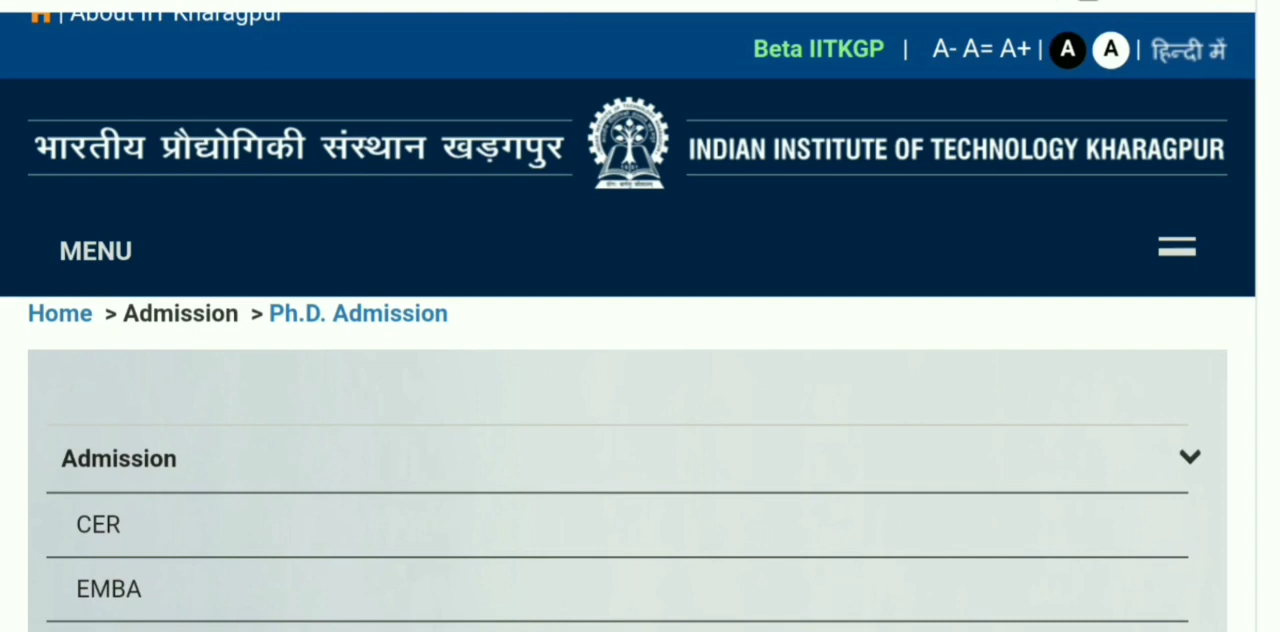 | About IIT Kharagpur
Beta IITKGP | A- A= A+ | A A | हिन्दी में
भारतीय प्रौद्योगिकी संस्थान खड़गपुर
INDIAN INSTITUTE OF TECHNOLOGY KHARAGPUR
MENU
Home > Admission > Ph.D. Admission
Admission
CER
EMBA